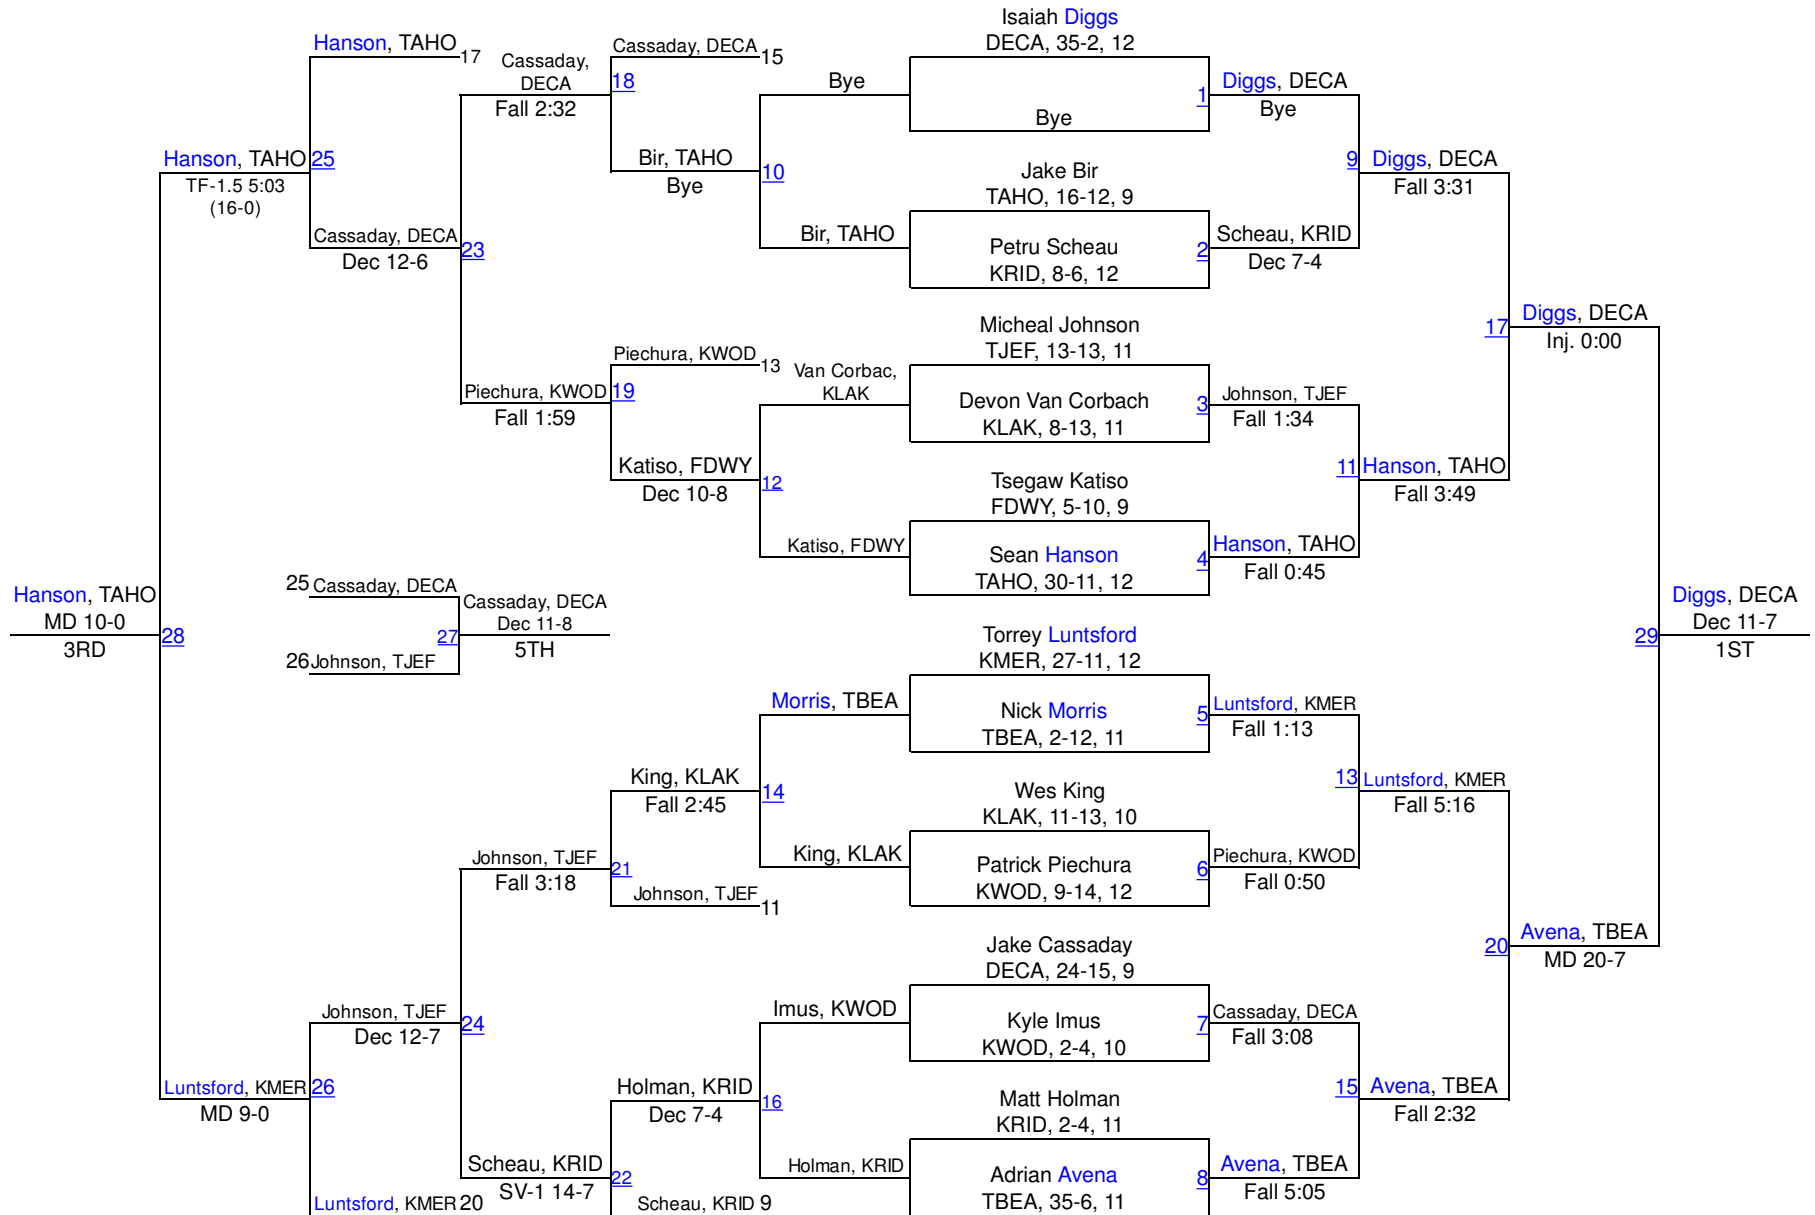 Isaiah Diggs
DECA, 35-2, 12
Bye
1
Jake Bir
TAHO, 16-12, 9
Petru Scheau
KRID, 8-6, 12
2
Micheal Johnson
TJEF, 13-13, 11
Devon Van Corbach
KLAK, 8-13, 11
3
Tsegaw Katiso
FDWY, 5-10, 9
Sean Hanson
TAHO, 30-11, 12
4
Torrey Luntsford
KMER, 27-11, 12
Nick Morris
TBEA, 2-12, 11
5
Wes King
KLAK, 11-13, 10
Patrick Piechura
KWOD, 9-14, 12
6
Jake Cassaday
DECA, 24-15, 9
Kyle Imus
KWOD, 2-4, 10
7
Matt Holman
KRID, 2-4, 11
Adrian Avena
TBEA, 35-6, 11
8
Diggs, DECA
Bye
Scheau, KRID
Dec 7-4
Johnson, TJEF
Fall 1:34
Hanson, TAHO
Fall 0:45
Luntsford, KMER
Fall 1:13
Piechura, KWOD
Fall 0:50
Cassaday, DECA
Fall 3:08
Avena, TBEA
Fall 5:05
9
Diggs, DECA
Fall 3:31
11
Hanson, TAHO
Fall 3:49
13
Luntsford, KMER
Fall 5:16
15
Avena, TBEA
Fall 2:32
17
Diggs, DECA
Inj. 0:00
20
Avena, TBEA
MD 20-7
29
Diggs, DECA
Dec 11-7
1ST
Bye
Bir, TAHO
10
Van Corbac,
KLAK
Katiso, FDWY
12
Morris, TBEA
King, KLAK
14
Imus, KWOD
Holman, KRID
16
Cassaday, DECA
15
Bir, TAHO
Bye
18
Piechura, KWOD
13
Katiso, FDWY
Dec 10-8
19
King, KLAK
Fall 2:45
Johnson, TJEF
11
21
Holman, KRID
Dec 7-4
Scheau, KRID 9
22
Cassaday,
DECA
Fall 2:32
Piechura, KWOD
Fall 1:59
23
Johnson, TJEF
Fall 3:18
Scheau, KRID
SV-1 14-7
24
Hanson, TAHO
17
Cassaday, DECA
Dec 12-6
25
Johnson, TJEF
Dec 12-7
Luntsford, KMER 20
26
25 Cassaday, DECA
26 Johnson, TJEF
27
Cassaday, DECA
Dec 11-8
5TH
Hanson, TAHO
TF-1.5 5:03
(16-0)
Luntsford, KMER
MD 9-0
28
Hanson, TAHO
MD 10-0
3RD